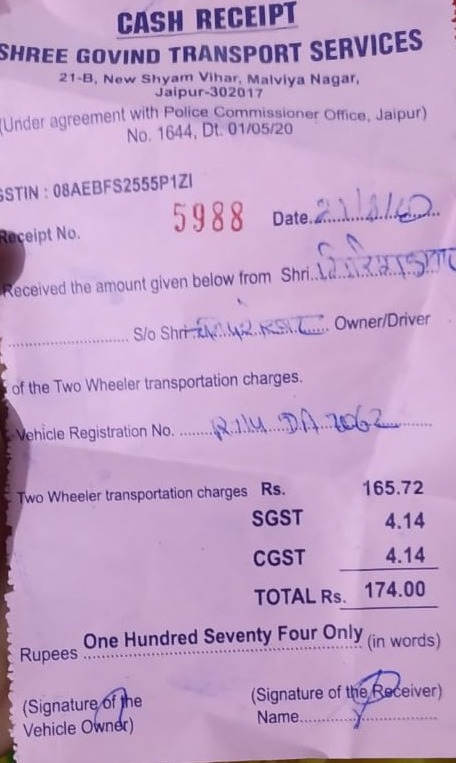 CASH RECEIPT
SHREE GOVIND TRANSPORT SERVICES
21-B, New Shyam Vihar, Malviya Nagar,
Jaipur-302017
(Under agreement with Police Commissioner Office, Jaipur)
No. 1644, Dt. 01/05/20
GSTIN : 08AEBFS2555P1ZI
Receipt No. 5988 Date.
Received the amount given below from Shri.
S/o Shri Owner/Driver
of the Two Wheeler transportation charges.
Vehicle Registration No. DA 2062
Two Wheeler transportation charges Rs. 165.72
SGST 4.14
CGST 4.14
TOTAL Rs. 174.00
Rupees One Hundred Seventy Four Only (in words)
(Signature of the Vehicle Owner)
(Signature of the Receiver)
Name